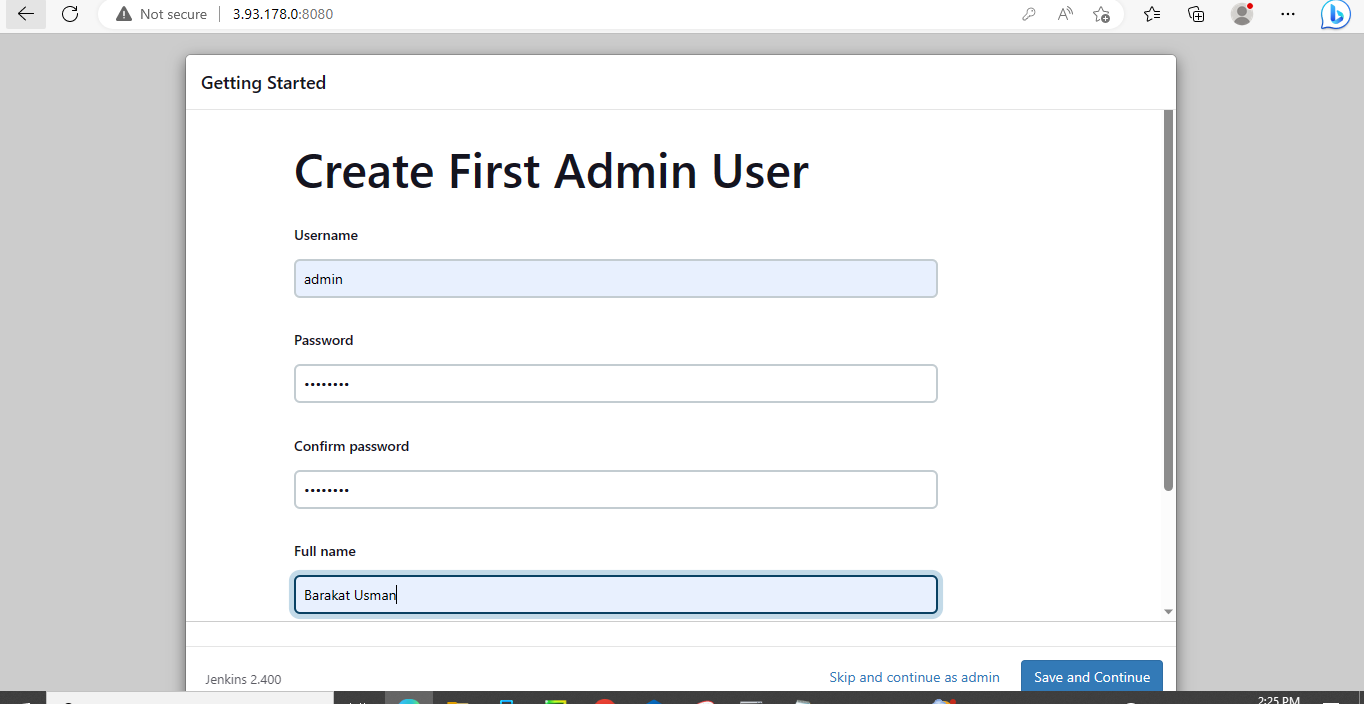 Not secure 3.93.178.0:8080
Getting Started
Create First Admin User
Username
admin
Password
••••••••
Confirm password
••••••••
Full name
Barakat Usman
Jenkins 2.400
Skip and continue as admin
Save and Continue
2:25 PM